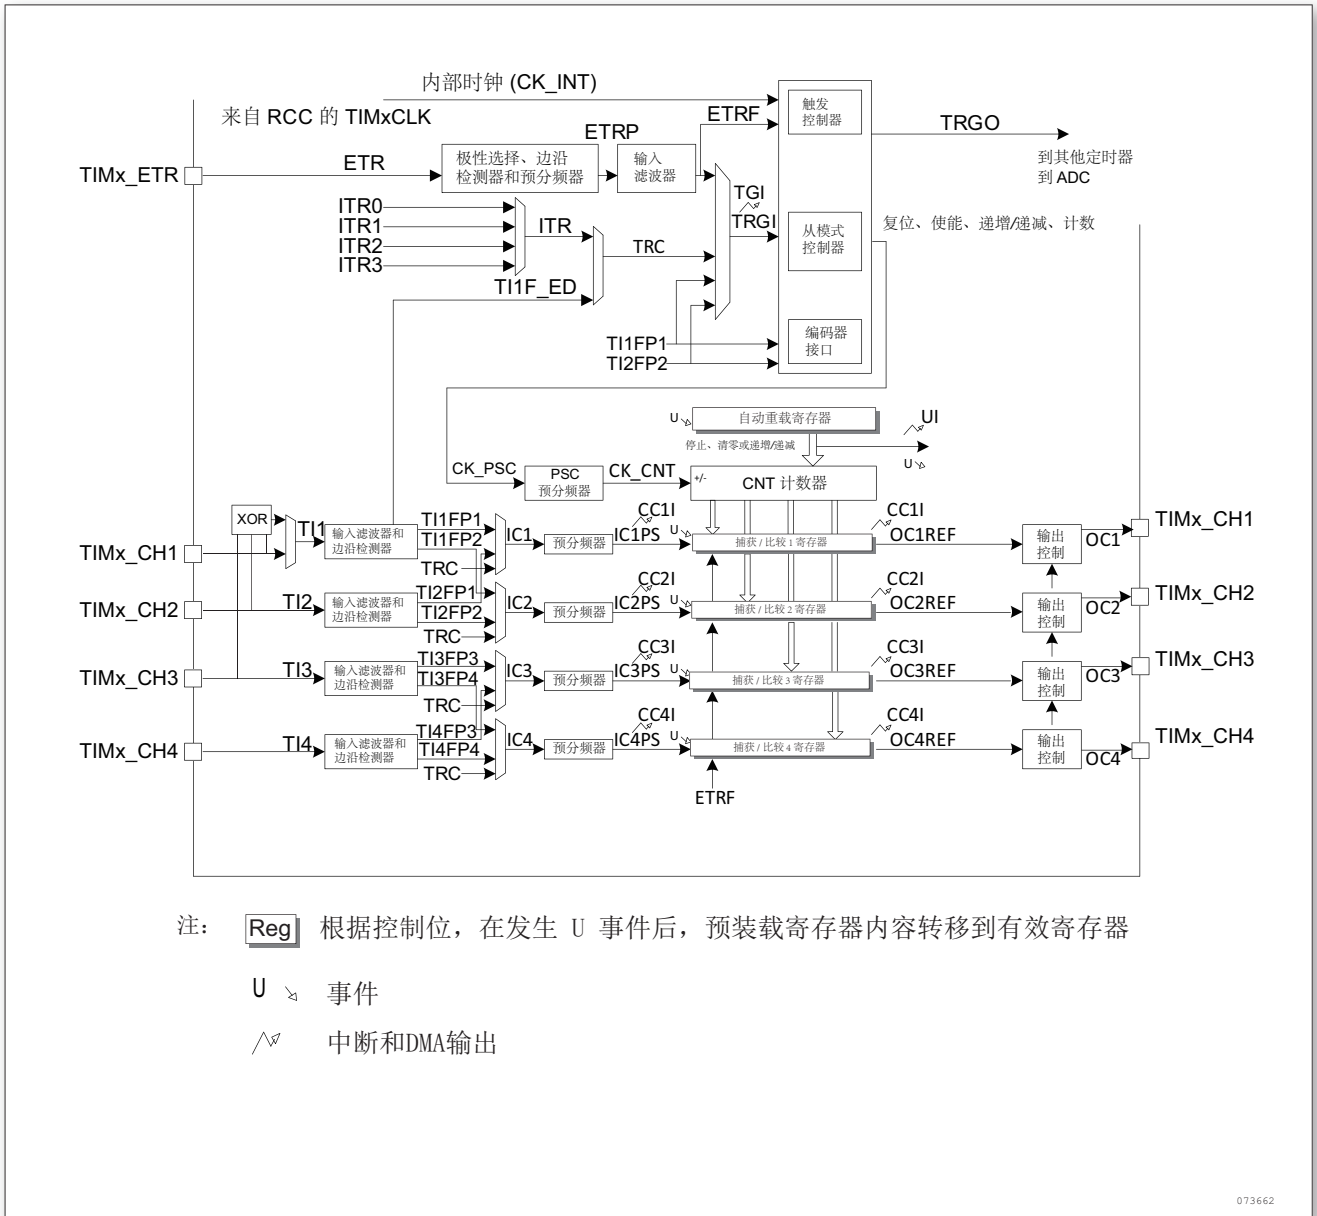 内部时钟 (CK_INT)
来自 RCC 的 TIMxCLK
ETRF
触发
控制器
TRGO
到其他定时器
到 ADC
TIMx_ETR
ETR
极性选择、边沿
检测器和预分频器
ETRP
输入
滤波器
ITR0
ITR1
ITR2
ITR3
ITR
TRC
TI1F_ED
TGI
TRGI
从模式
控制器
复位、使能、递增/递减、计数
TI1FP1
TI2FP2
编码器
接口
U
自动重载寄存器
UI
停止、清零或递增/递减
U
CK_PSC
PSC
预分频器
CK_CNT
+/-
CNT 计数器
XOR
TIMx_CH1
TI1
输入滤波器和
边沿检测器
TI1FP1
TI1FP2
TRC
IC1
预分频器
CC1I
IC1PS
U
捕获 / 比较 1 寄存器
CC1I
OC1REF
输出
控制
OC1
TIMx_CH1
TIMx_CH2
TI2
输入滤波器和
边沿检测器
TI2FP1
TI2FP2
TRC
IC2
预分频器
CC2I
IC2PS
U
捕获 / 比较 2 寄存器
CC2I
OC2REF
输出
控制
OC2
TIMx_CH2
TIMx_CH3
TI3
输入滤波器和
边沿检测器
TI3FP3
TI3FP4
TRC
IC3
预分频器
CC3I
IC3PS
U
捕获 / 比较 3 寄存器
CC3I
OC3REF
输出
控制
OC3
TIMx_CH3
TIMx_CH4
TI4
输入滤波器和
边沿检测器
TI4FP3
TI4FP4
TRC
IC4
预分频器
CC4I
IC4PS
U
捕获 / 比较 4 寄存器
CC4I
OC4REF
输出
控制
OC4
TIMx_CH4
ETRF
注： Reg 根据控制位，在发生 U 事件后，预装载寄存器内容转移到有效寄存器
U 事件
中断和DMA输出
073662